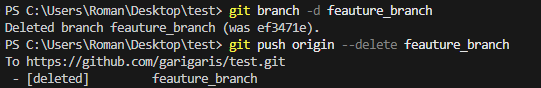 PS C:\Users\Roman\Desktop\test> git branch -d feauture_branch
Deleted branch feauture_branch (was ef3471e).
PS C:\Users\Roman\Desktop\test> git push origin --delete feauture_branch
To https://github.com/garigaris/test.git
 - [deleted]         feauture_branch